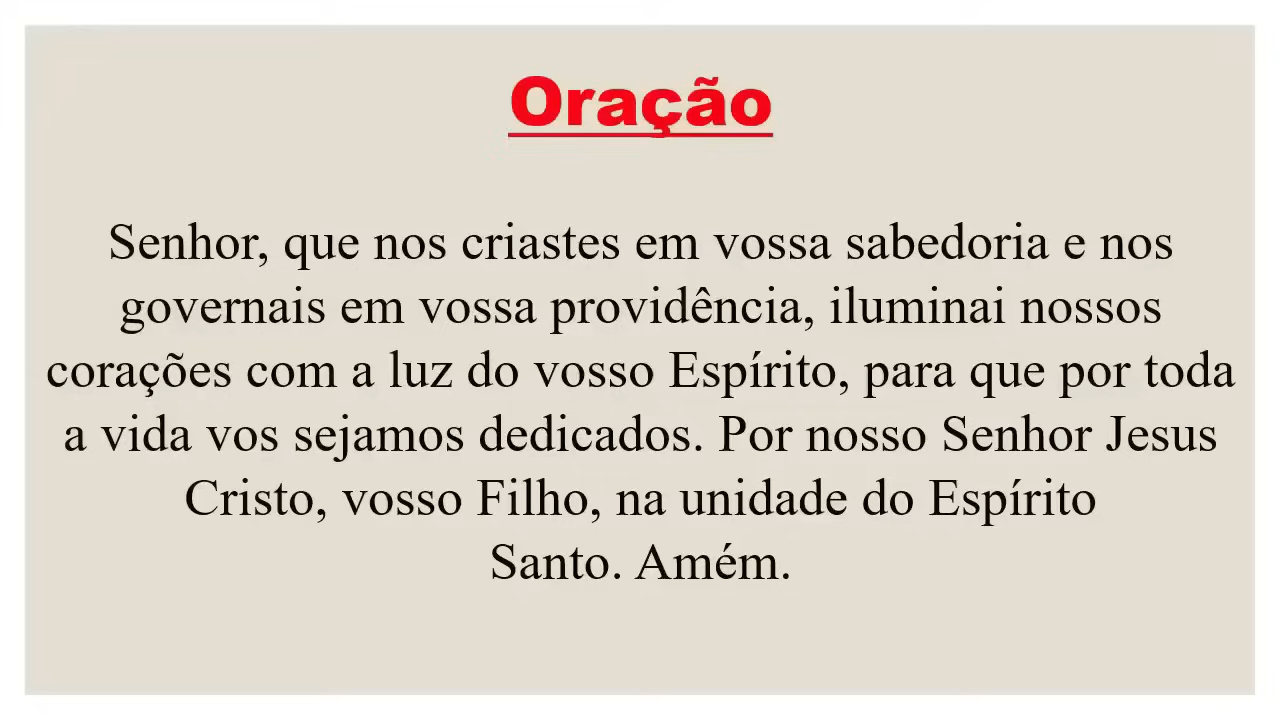 Oração
Senhor, que nos criastes em vossa sabedoria e nos
governais em vossa providência, iluminai nossos
corações com a luz do vosso Espírito, para que por toda
a vida vos sejamos dedicados. Por nosso Senhor Jesus
Cristo, vosso Filho, na unidade do Espírito
Santo. Amém.